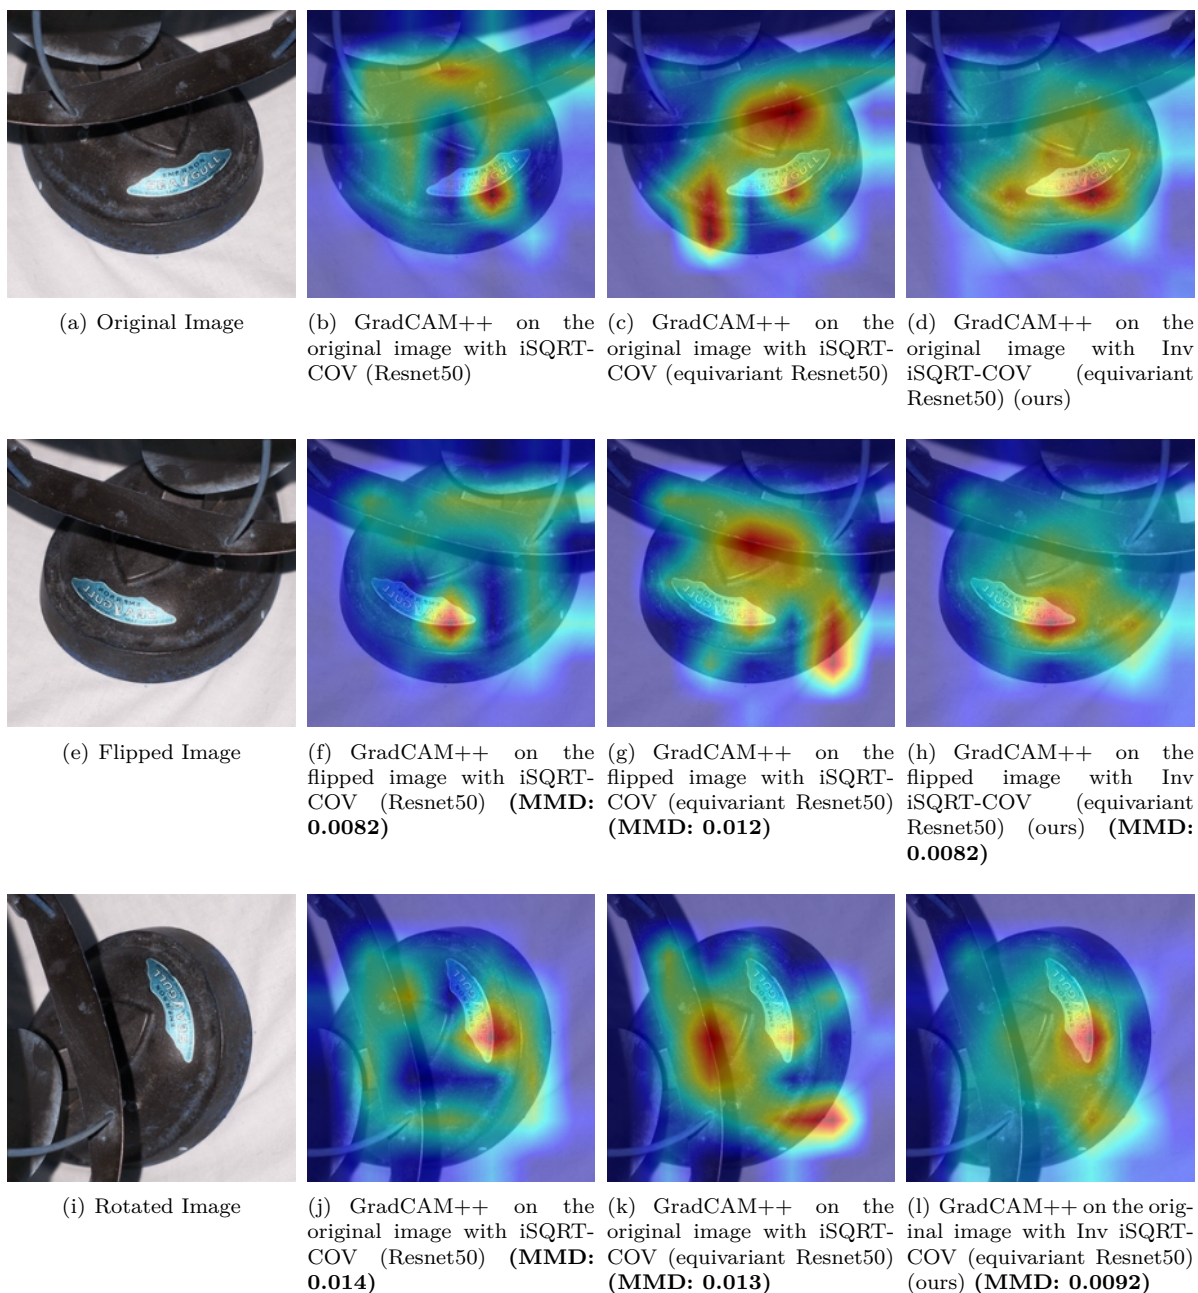 EMERSON
SEA GULL
(a) Original Image
(b) GradCAM++ on the
original image with iSQRT-
COV (Resnet50)
(c) GradCAM++ on the
original image with iSQRT-
COV (equivariant Resnet50)
(d) GradCAM++ on the
original image with Inv
iSQRT-COV (equivariant
Resnet50) (ours)
(e) Flipped Image
(f) GradCAM++ on the
flipped image with iSQRT-
COV (Resnet50) (MMD:
0.0082)
(g) GradCAM++ on the
flipped image with iSQRT-
COV (equivariant Resnet50)
(MMD: 0.012)
(h) GradCAM++ on the
flipped image with Inv
iSQRT-COV (equivariant
Resnet50) (ours) (MMD:
0.0082)
(i) Rotated Image
(j) GradCAM++ on the
original image with iSQRT-
COV (Resnet50) (MMD:
0.014)
(k) GradCAM++ on the
original image with iSQRT-
COV (equivariant Resnet50)
(MMD: 0.013)
(l) GradCAM++ on the orig-
inal image with Inv iSQRT-
COV (equivariant Resnet50)
(ours) (MMD: 0.0092)